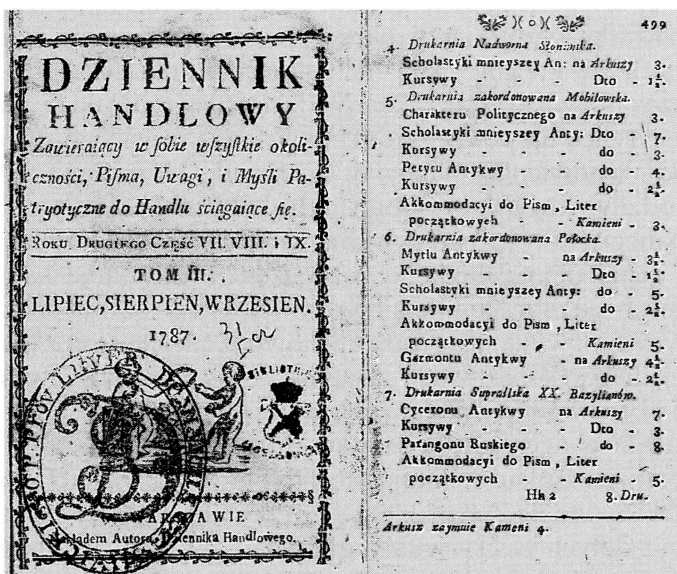 DZIENNIK
HANDLOWY
Zawieraiący w sobie wszystkie okoli-
czności, Pisma, Uwagi, i Myśli Pa-
tryotyczne do Handlu ściągaiące się.
ROKU DRUGIEGO CZĘŚĆ VII. VIII. i IX.
TOM III.
LIPIEC, SIERPIEN, WRZESIEN.
1787.
BIBLIOTH
WARSZAWIE
Nakładem Autora Dziennika Handlowego.
)( o )( 499
4. Drukarnia Nadworna Słonimska.
Scholastyki mnieyszey An: na Arkuszy 3.
Kursywy - - - Dto - 1½.
5. Drukarnia zakordonowana Mohilowska.
Charakteru Politycznego na Arkuszy 3.
Scholastyki mnieyszey Anty: Dto - 7.
Kursywy - - - do - 3.
Petytu Antykwy - - do - 4.
Kursywy - - - do - 2½.
Akkommodacyi do Pism, Liter
początkowych - - Kamieni - 3.
6. Drukarnia zakordonowana Połocka.
Mytlu Antykwy - na Arkuszy - 3½.
Kursywy - - - Dto - 1½.
Scholastyki mnieyszey Anty: do - 5.
Kursywy - - - do - 2½.
Akkommodacyi do Pism, Liter
początkowych - - Kamieni 5.
Garmontu Antykwy - na Arkuszy 4½.
Kursywy - - - do - 2½.
7. Drukarnia Supraślska XX. Bazylianów.
Cyceronu Antykwy na Arkuszy 7.
Kursywy - - - Dto - 3.
Parangonu Ruskiego - do - 8.
Akkommodacyi do Pism, Liter
początkowych - - Kamieni - 5.
Hh 2 8. Dru.
Arkusz zaymuie Kameni 4.